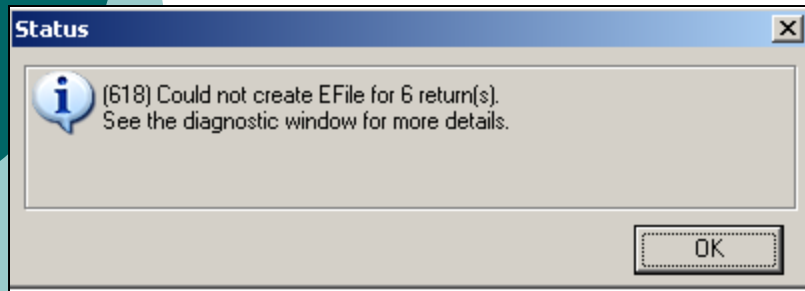 Status
(618) Could not create EFile for 6 return(s).
See the diagnostic window for more details.
OK